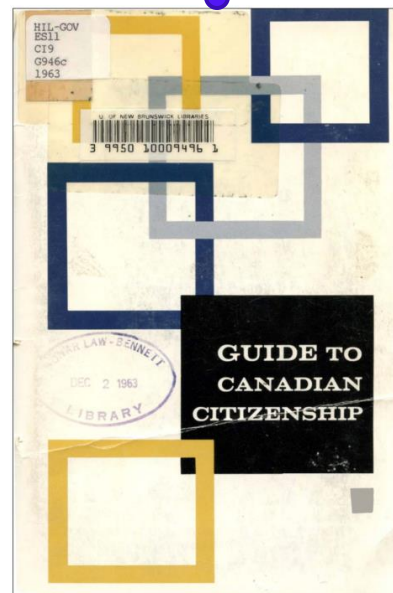 HIL-GOV
ES11
CI9
G946c
1963
U. OF NEW BRUNSWICK LIBRARIES
3 9950 10009496 1
LAW-BENNETT
DEC 2 1963
LIBRARY
GUIDE TO
CANADIAN
CITIZENSHIP